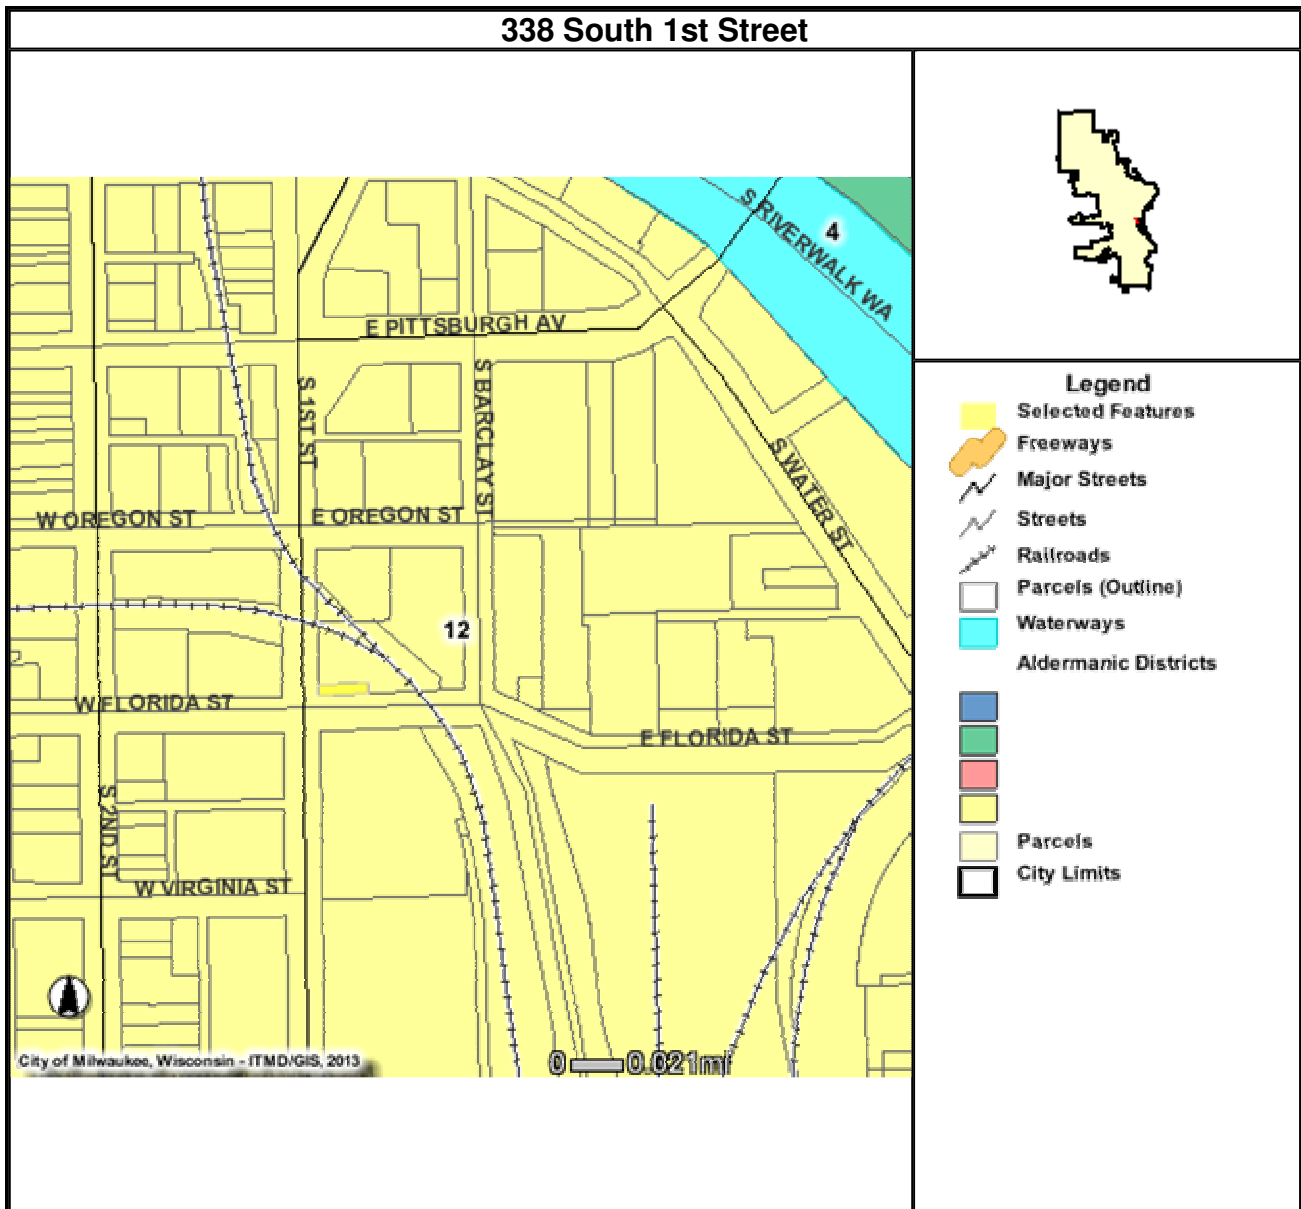 338 South 1st Street
S RIVERWALK WA
4
E PITTSBURGH AV
S 1ST ST
S BARCLAY ST
S WATER ST
W OREGON ST
E OREGON ST
12
W FLORIDA ST
E FLORIDA ST
S 2ND ST
W VIRGINIA ST
City of Milwaukee, Wisconsin - ITMD/GIS, 2013
0 0.021mi
Legend
Selected Features
Freeways
Major Streets
Streets
Railroads
Parcels (Outline)
Waterways
Aldermanic Districts
Parcels
City Limits